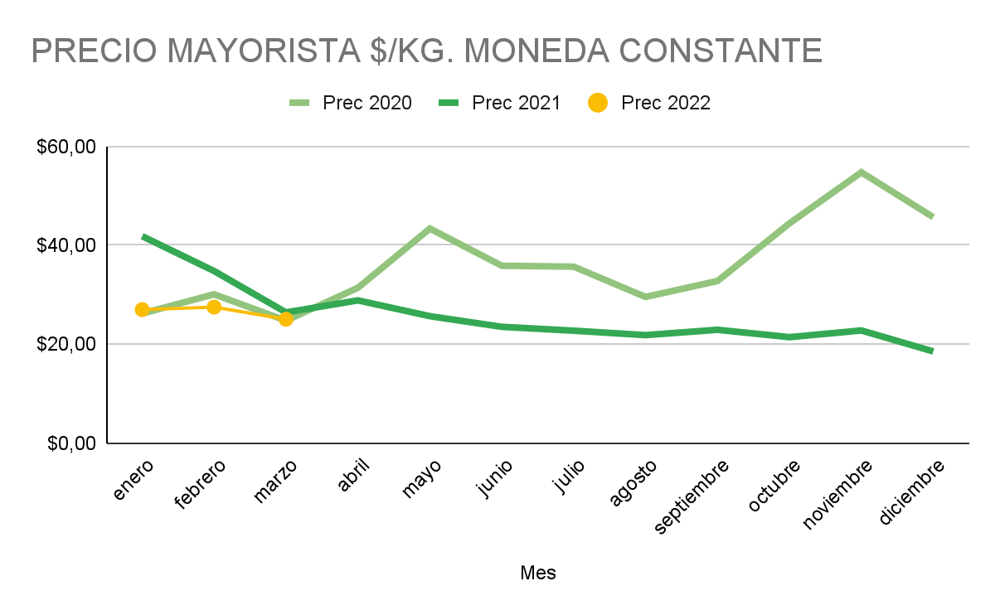 PRECIO MAYORISTA $/KG. MONEDA CONSTANTE
Prec 2020 Prec 2021 Prec 2022
$60,00
$40,00
$20,00
$0,00
enero febrero marzo abril mayo junio julio agosto septiembre octubre noviembre diciembre
Mes